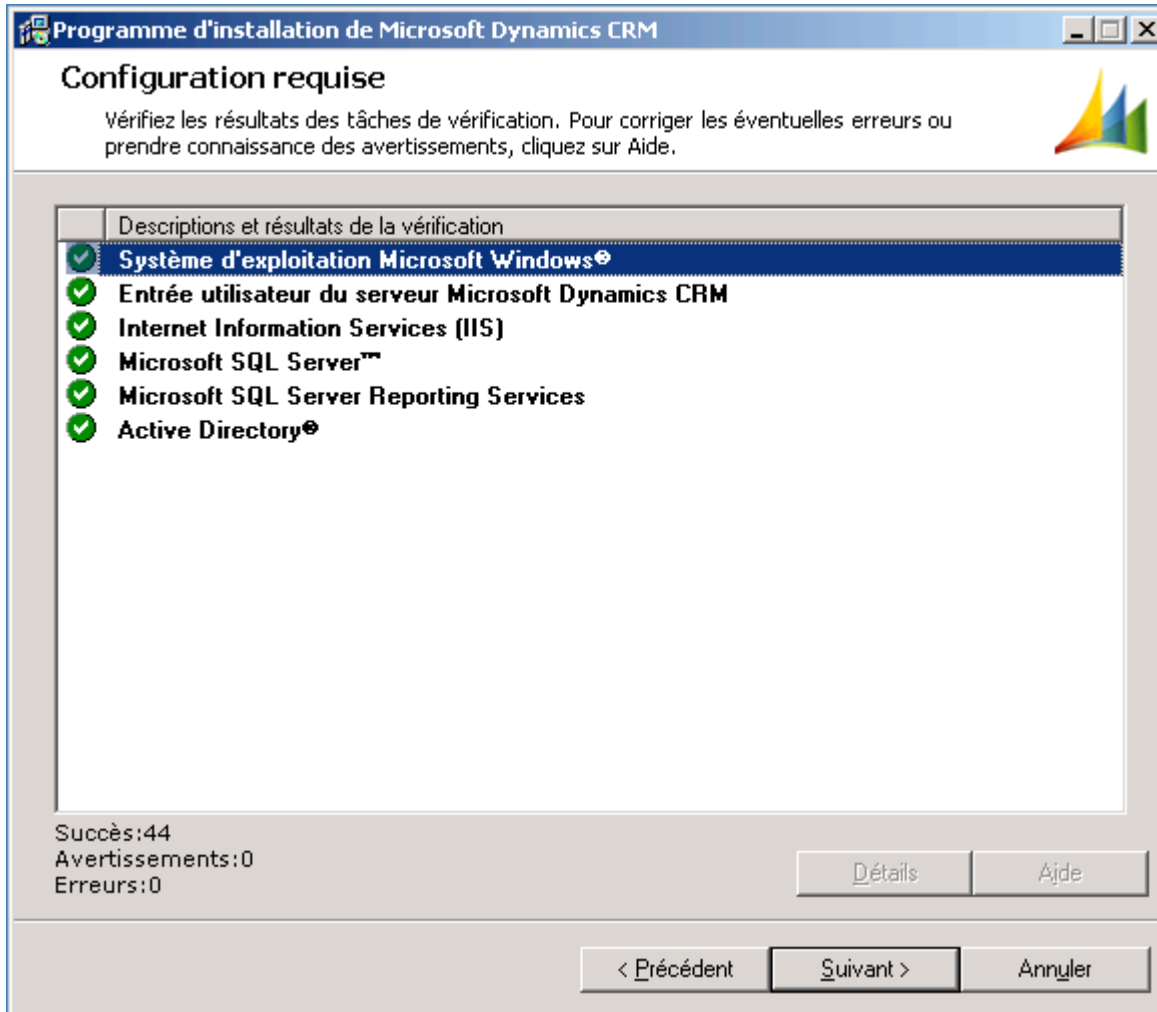 Programme d'installation de Microsoft Dynamics CRM
Configuration requise
Vérifiez les résultats des tâches de vérification. Pour corriger les éventuelles erreurs ou
prendre connaissance des avertissements, cliquez sur Aide.
Descriptions et résultats de la vérification
Système d'exploitation Microsoft Windows®
Entrée utilisateur du serveur Microsoft Dynamics CRM
Internet Information Services (IIS)
Microsoft SQL Server™
Microsoft SQL Server Reporting Services
Active Directory®
Succès:44
Avertissements:0
Erreurs:0
Détails
Aide
< Précédent
Suivant >
Annuler